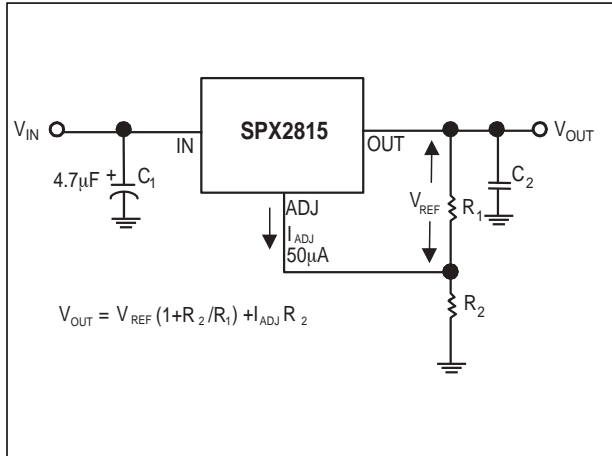 SPX2815
V_IN
IN
OUT
V_OUT
4.7µF + C_1
ADJ
I_ADJ
50µA
V_REF
R_1
C_2
R_2
V_OUT = V_REF (1+R_2/R_1) +I_ADJ R_2